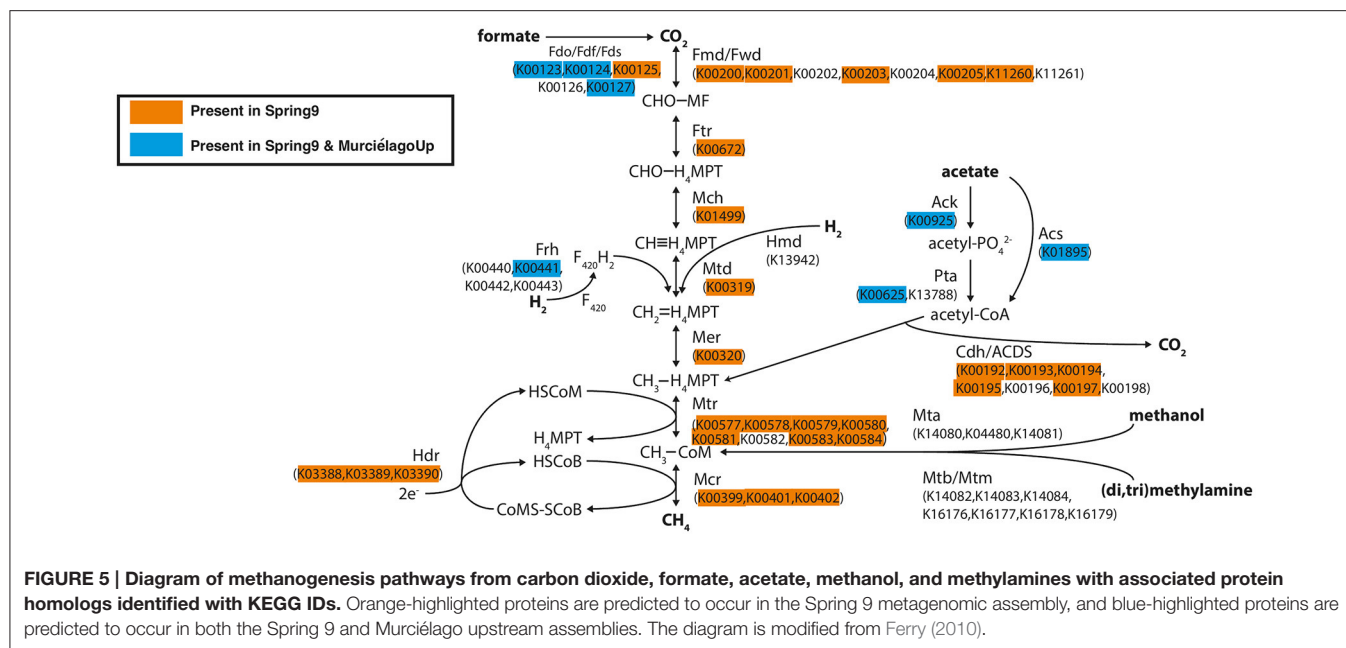 formate
CO2
Fdo/Fdf/Fds
(K00123,K00124,K00125,
K00126,K00127)
Fmd/Fwd
(K00200,K00201,K00202,K00203,K00204,K00205,K11260,K11261)
Present in Spring9
Present in Spring9 & MurciélagoUp
CHO—MF
Ftr
(K00672)
CHO—H4MPT
Mch
(K01499)
CH≡H4MPT
Frh
(K00440,K00441,
K00442,K00443)
H2
F420H2
F420
Hmd
(K13942)
H2
Mtd
(K00319)
CH2=H4MPT
Mer
(K00320)
CH3—H4MPT
acetate
Ack
(K00925)
acetyl-PO4 2-
Acs
(K01895)
Pta
(K00625,K13788)
acetyl-CoA
CO2
Cdh/ACDS
(K00192,K00193,K00194,
K00195,K00196,K00197,K00198)
HSCoM
Mtr
(K00577,K00578,K00579,K00580,
K00581,K00582,K00583,K00584)
H4MPT
CH3—CoM
Mta
(K14080,K04480,K14081)
methanol
Hdr
(K03388,K03389,K03390)
2e-
HSCoB
CoMS-SCoB
Mcr
(K00399,K00401,K00402)
CH4
Mtb/Mtm
(K14082,K14083,K14084,
K16176,K16177,K16178,K16179)
(di,tri)methylamine
FIGURE 5 | Diagram of methanogenesis pathways from carbon dioxide, formate, acetate, methanol, and methylamines with associated protein
homologs identified with KEGG IDs. Orange-highlighted proteins are predicted to occur in the Spring 9 metagenomic assembly, and blue-highlighted proteins are
predicted to occur in both the Spring 9 and Murciélago upstream assemblies. The diagram is modified from Ferry (2010).